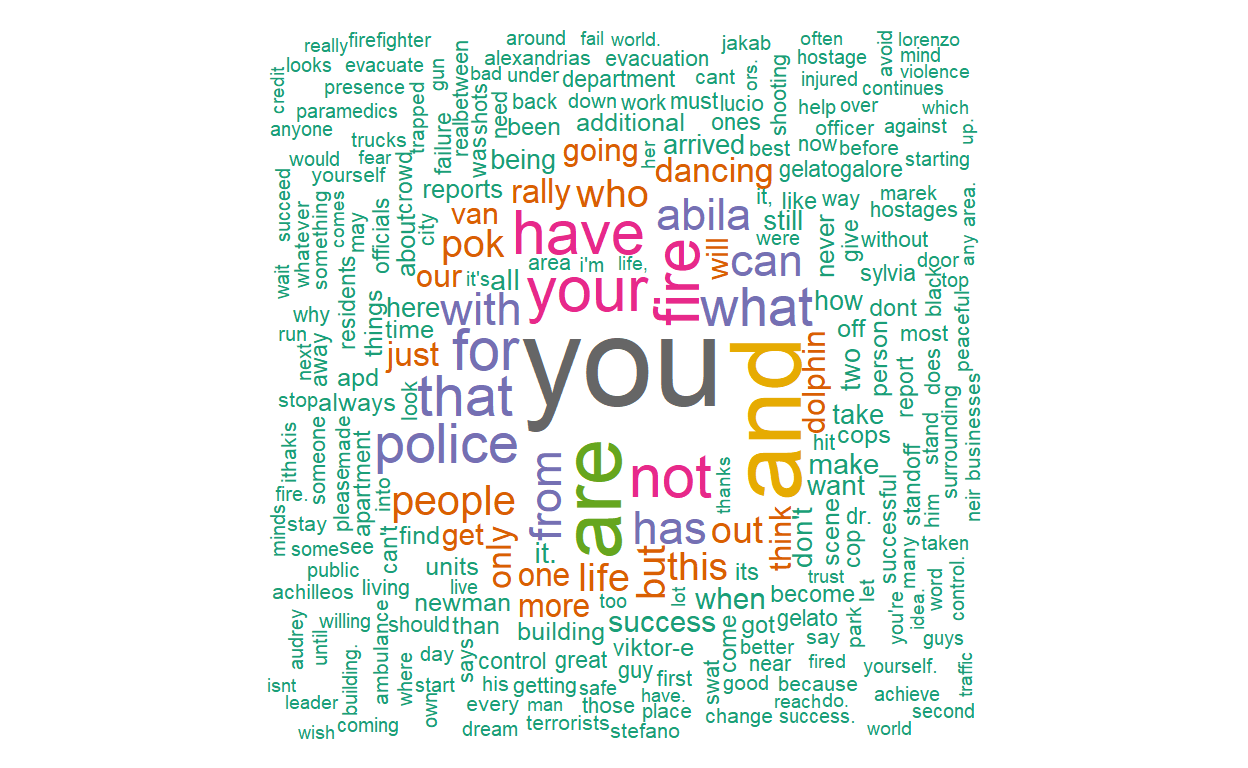 around fail world. jakab often lorenzo
really firefighter
looks evacuate gun realbetween alexandrias evacuation ors. hostage mind avoid
credit presence bad under department cant shooting injured violence
continues
paramedics trapped wasshots need back down work must lucio help over which
anyone trucks failure been additional ones officer against up.
would fear crowd being going her arrived best now before starting
yourself dancing gelatogalore
succeed whatever something comes may officials about reports rally who it, like way marek
city van have abila still hostages any area.
pok will were never give without
wait residents our it's all area i'm life, fire can door
things your sylvia top
why here with what how dont black peaceful
run time off most
next away just for you and dolphin two person does
apd that take report
stop always look cops stand surrounding businesses
ithakis someone pleasemade apartment police hit make
fire. into people from are not thanks want successful standoff him neir
minds stay has out think don't scene dr.
some see can't find get only it. but cop many taken
public units one life this its trust
achilleos living live more too lot when become let you're idea. word control.
newman success got gelato park
audrey until willing should than building come say guys
ambulance day says viktor-e better
isnt building. where control great guy first swat near fired yourself. traffic
start his getting safe have. good because achieve
leader own every man those place reach do. second
wish coming dream terrorists stefano change success. world